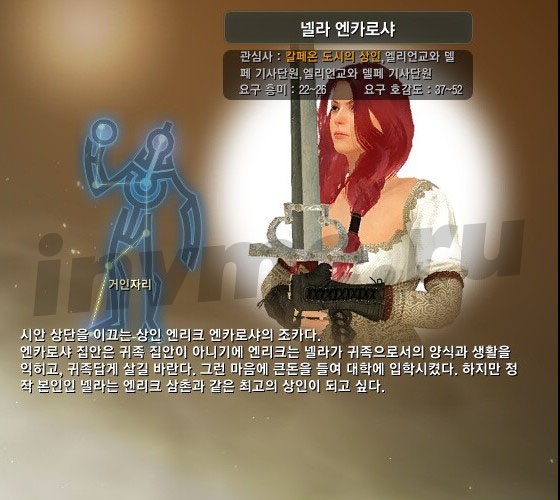 넬라 엔카로샤
관심사 : 칼페온 도시의 상인,엘리언교와 델
페 기사단원,엘리언교와 델페 기사단원
요구 흥미 : 22~26 요구 호감도 : 37~52
거인자리
inym.ru
시안 상단을 이끄는 상인 엔리크 엔카로샤의 조카다.
엔카로샤 집안은 귀족 집안이 아니기에 엔리크는 넬라가 귀족으로서의 양식과 생활을
익히고, 귀족답게 살길 바란다. 그런 마음에 큰돈을 들여 대학에 입학시켰다. 하지만 정
작 본인인 넬라는 엔리크 삼촌과 같은 최고의 상인이 되고 싶다.